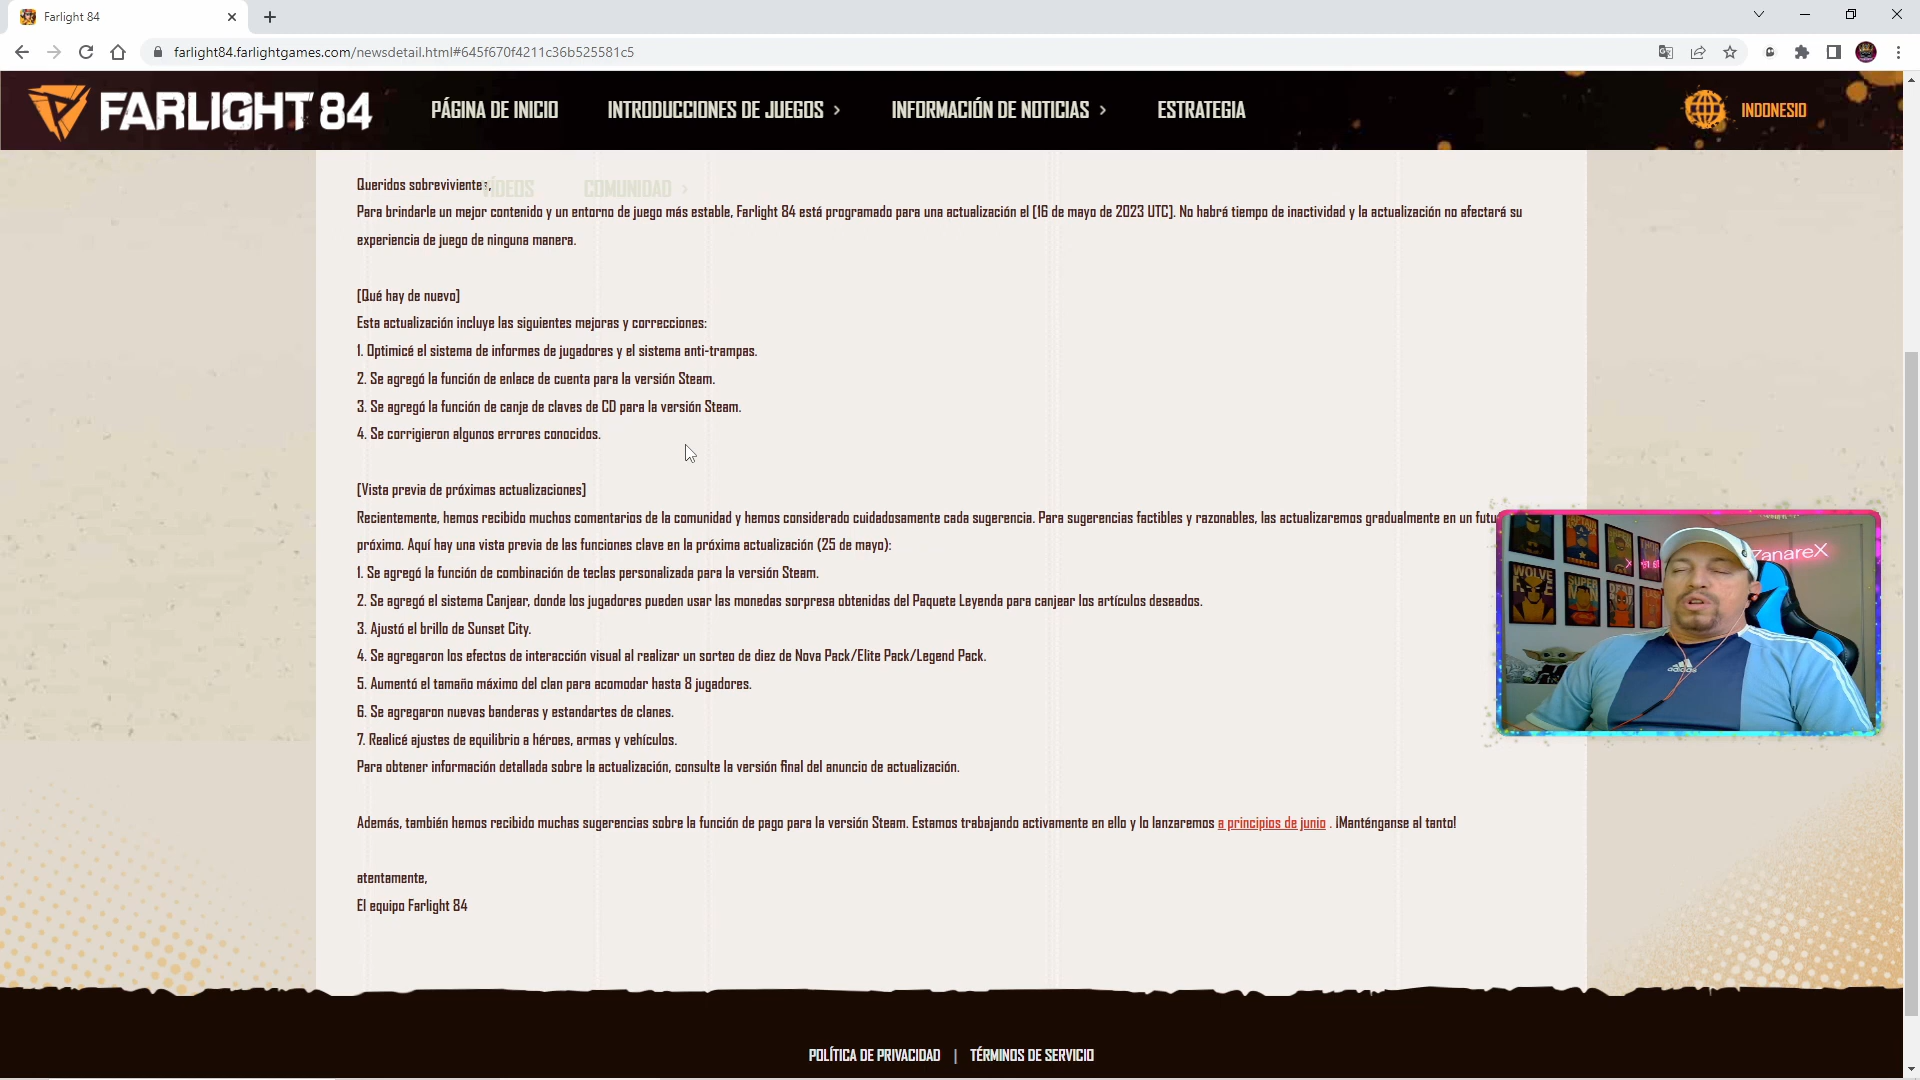 Farlight 84
farlight84.farlightgames.com/newsdetail.html#645f670f4211c36b525581c5
FARLIGHT 84
PÁGINA DE INICIO
INTRODUCCIONES DE JUEGOS
INFORMACIÓN DE NOTICIAS
ESTRATEGIA
INDONESIO
VÍDEOS
COMUNIDAD
Queridos sobrevivientes,
Para brindarle un mejor contenido y un entorno de juego más estable, Farlight 84 está programado para una actualización el [16 de mayo de 2023 UTC]. No habrá tiempo de inactividad y la actualización no afectará su
experiencia de juego de ninguna manera.
[Qué hay de nuevo]
Esta actualización incluye las siguientes mejoras y correcciones:
1. Optimicé el sistema de informes de jugadores y el sistema anti-trampas.
2. Se agregó la función de enlace de cuenta para la versión Steam.
3. Se agregó la función de canje de claves de CD para la versión Steam.
4. Se corrigieron algunos errores conocidos.
[Vista previa de próximas actualizaciones]
Recientemente, hemos recibido muchos comentarios de la comunidad y hemos considerado cuidadosamente cada sugerencia. Para sugerencias factibles y razonables, las actualizaremos gradualmente en un futu
próximo. Aquí hay una vista previa de las funciones clave en la próxima actualización (25 de mayo):
1. Se agregó la función de combinación de teclas personalizada para la versión Steam.
2. Se agregó el sistema Canjear, donde los jugadores pueden usar las monedas sorpresa obtenidas del Paquete Leyenda para canjear los artículos deseados.
3. Ajustó el brillo de Sunset City.
4. Se agregaron los efectos de interacción visual al realizar un sorteo de diez de Nova Pack/Elite Pack/Legend Pack.
5. Aumentó el tamaño máximo del clan para acomodar hasta 8 jugadores.
6. Se agregaron nuevas banderas y estandartes de clanes.
7. Realicé ajustes de equilibrio a héroes, armas y vehículos.
Para obtener información detallada sobre la actualización, consulte la versión final del anuncio de actualización.
Además, también hemos recibido muchas sugerencias sobre la función de pago para la versión Steam. Estamos trabajando activamente en ello y lo lanzaremos a principios de junio . ¡Manténganse al tanto!
atentamente,
El equipo Farlight 84
ZanareX
WOLVE
SUPER
MAN
DEAD
adidas
POLÍTICA DE PRIVACIDAD | TÉRMINOS DE SERVICIO